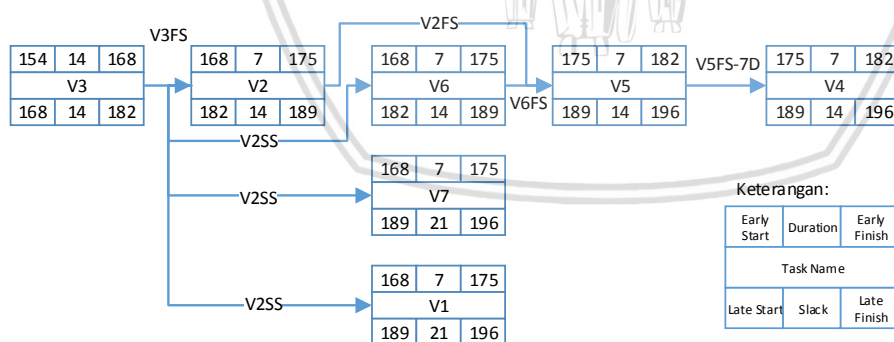 V3FS
V2FS
154 14 168
V3
168 14 182
168 7 175
V2
182 14 189
168 7 175
V6
182 14 189
V6FS
175 7 182
V5
189 14 196
V5FS-7D
175 7 182
V4
189 14 196
V2SS
V2SS
168 7 175
V7
189 21 196
V2SS
168 7 175
V1
189 21 196
Keterangan:
Early Start
Duration
Early Finish
Task Name
Late Start
Slack
Late Finish